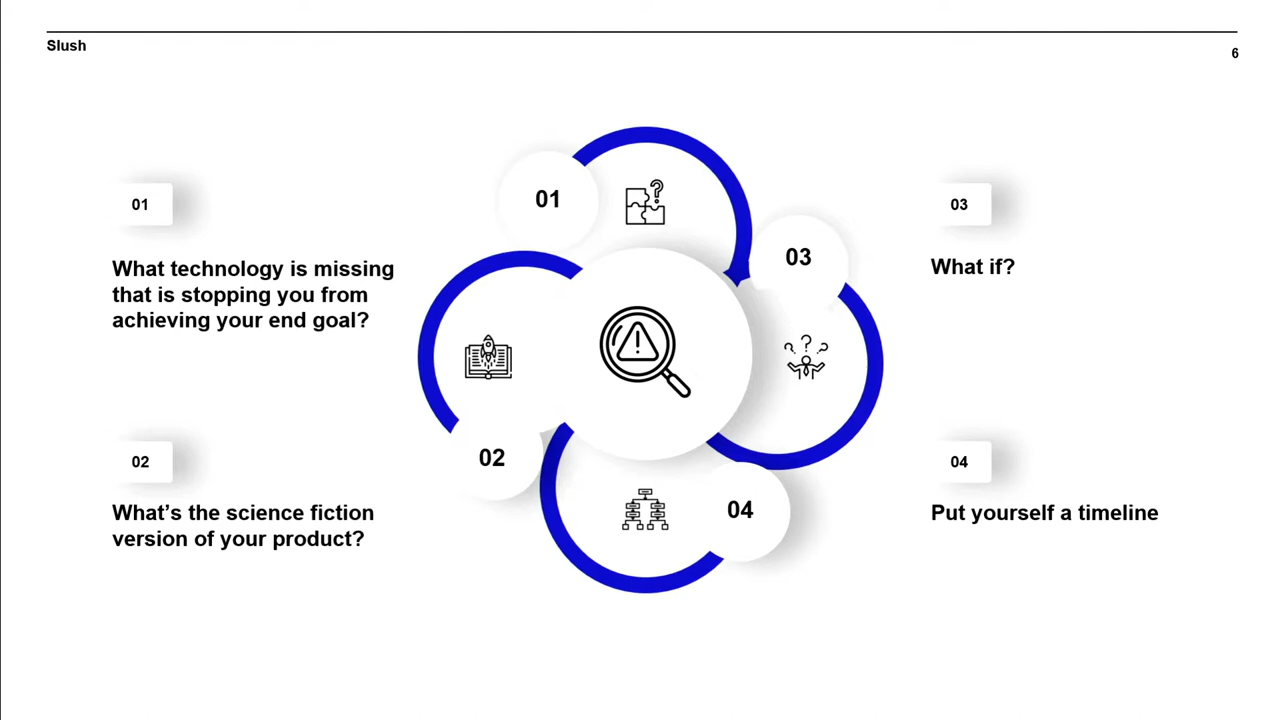 Slush
6
01
What technology is missing
that is stopping you from
achieving your end goal?
02
What’s the science fiction
version of your product?
01
02
03
04
03
What if?
04
Put yourself a timeline